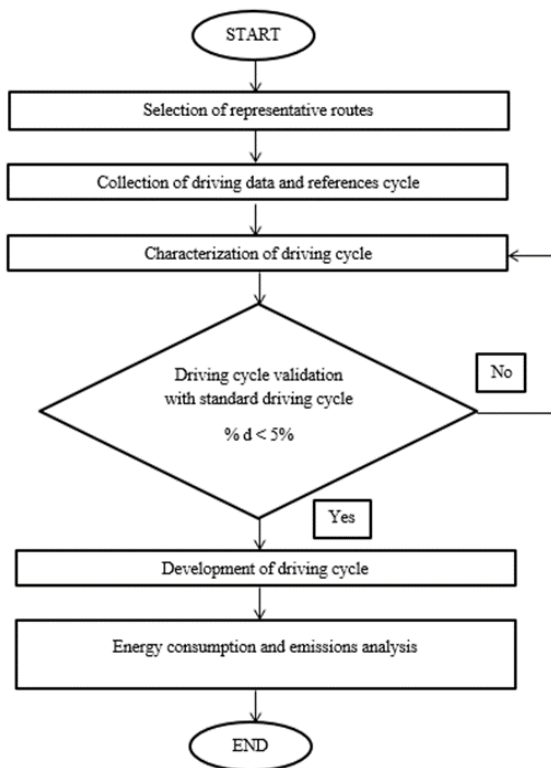 START
Selection of representative routes
Collection of driving data and references cycle
Characterization of driving cycle
Driving cycle validation
with standard driving cycle
% d < 5%
No
Yes
Development of driving cycle
Energy consumption and emissions analysis
END